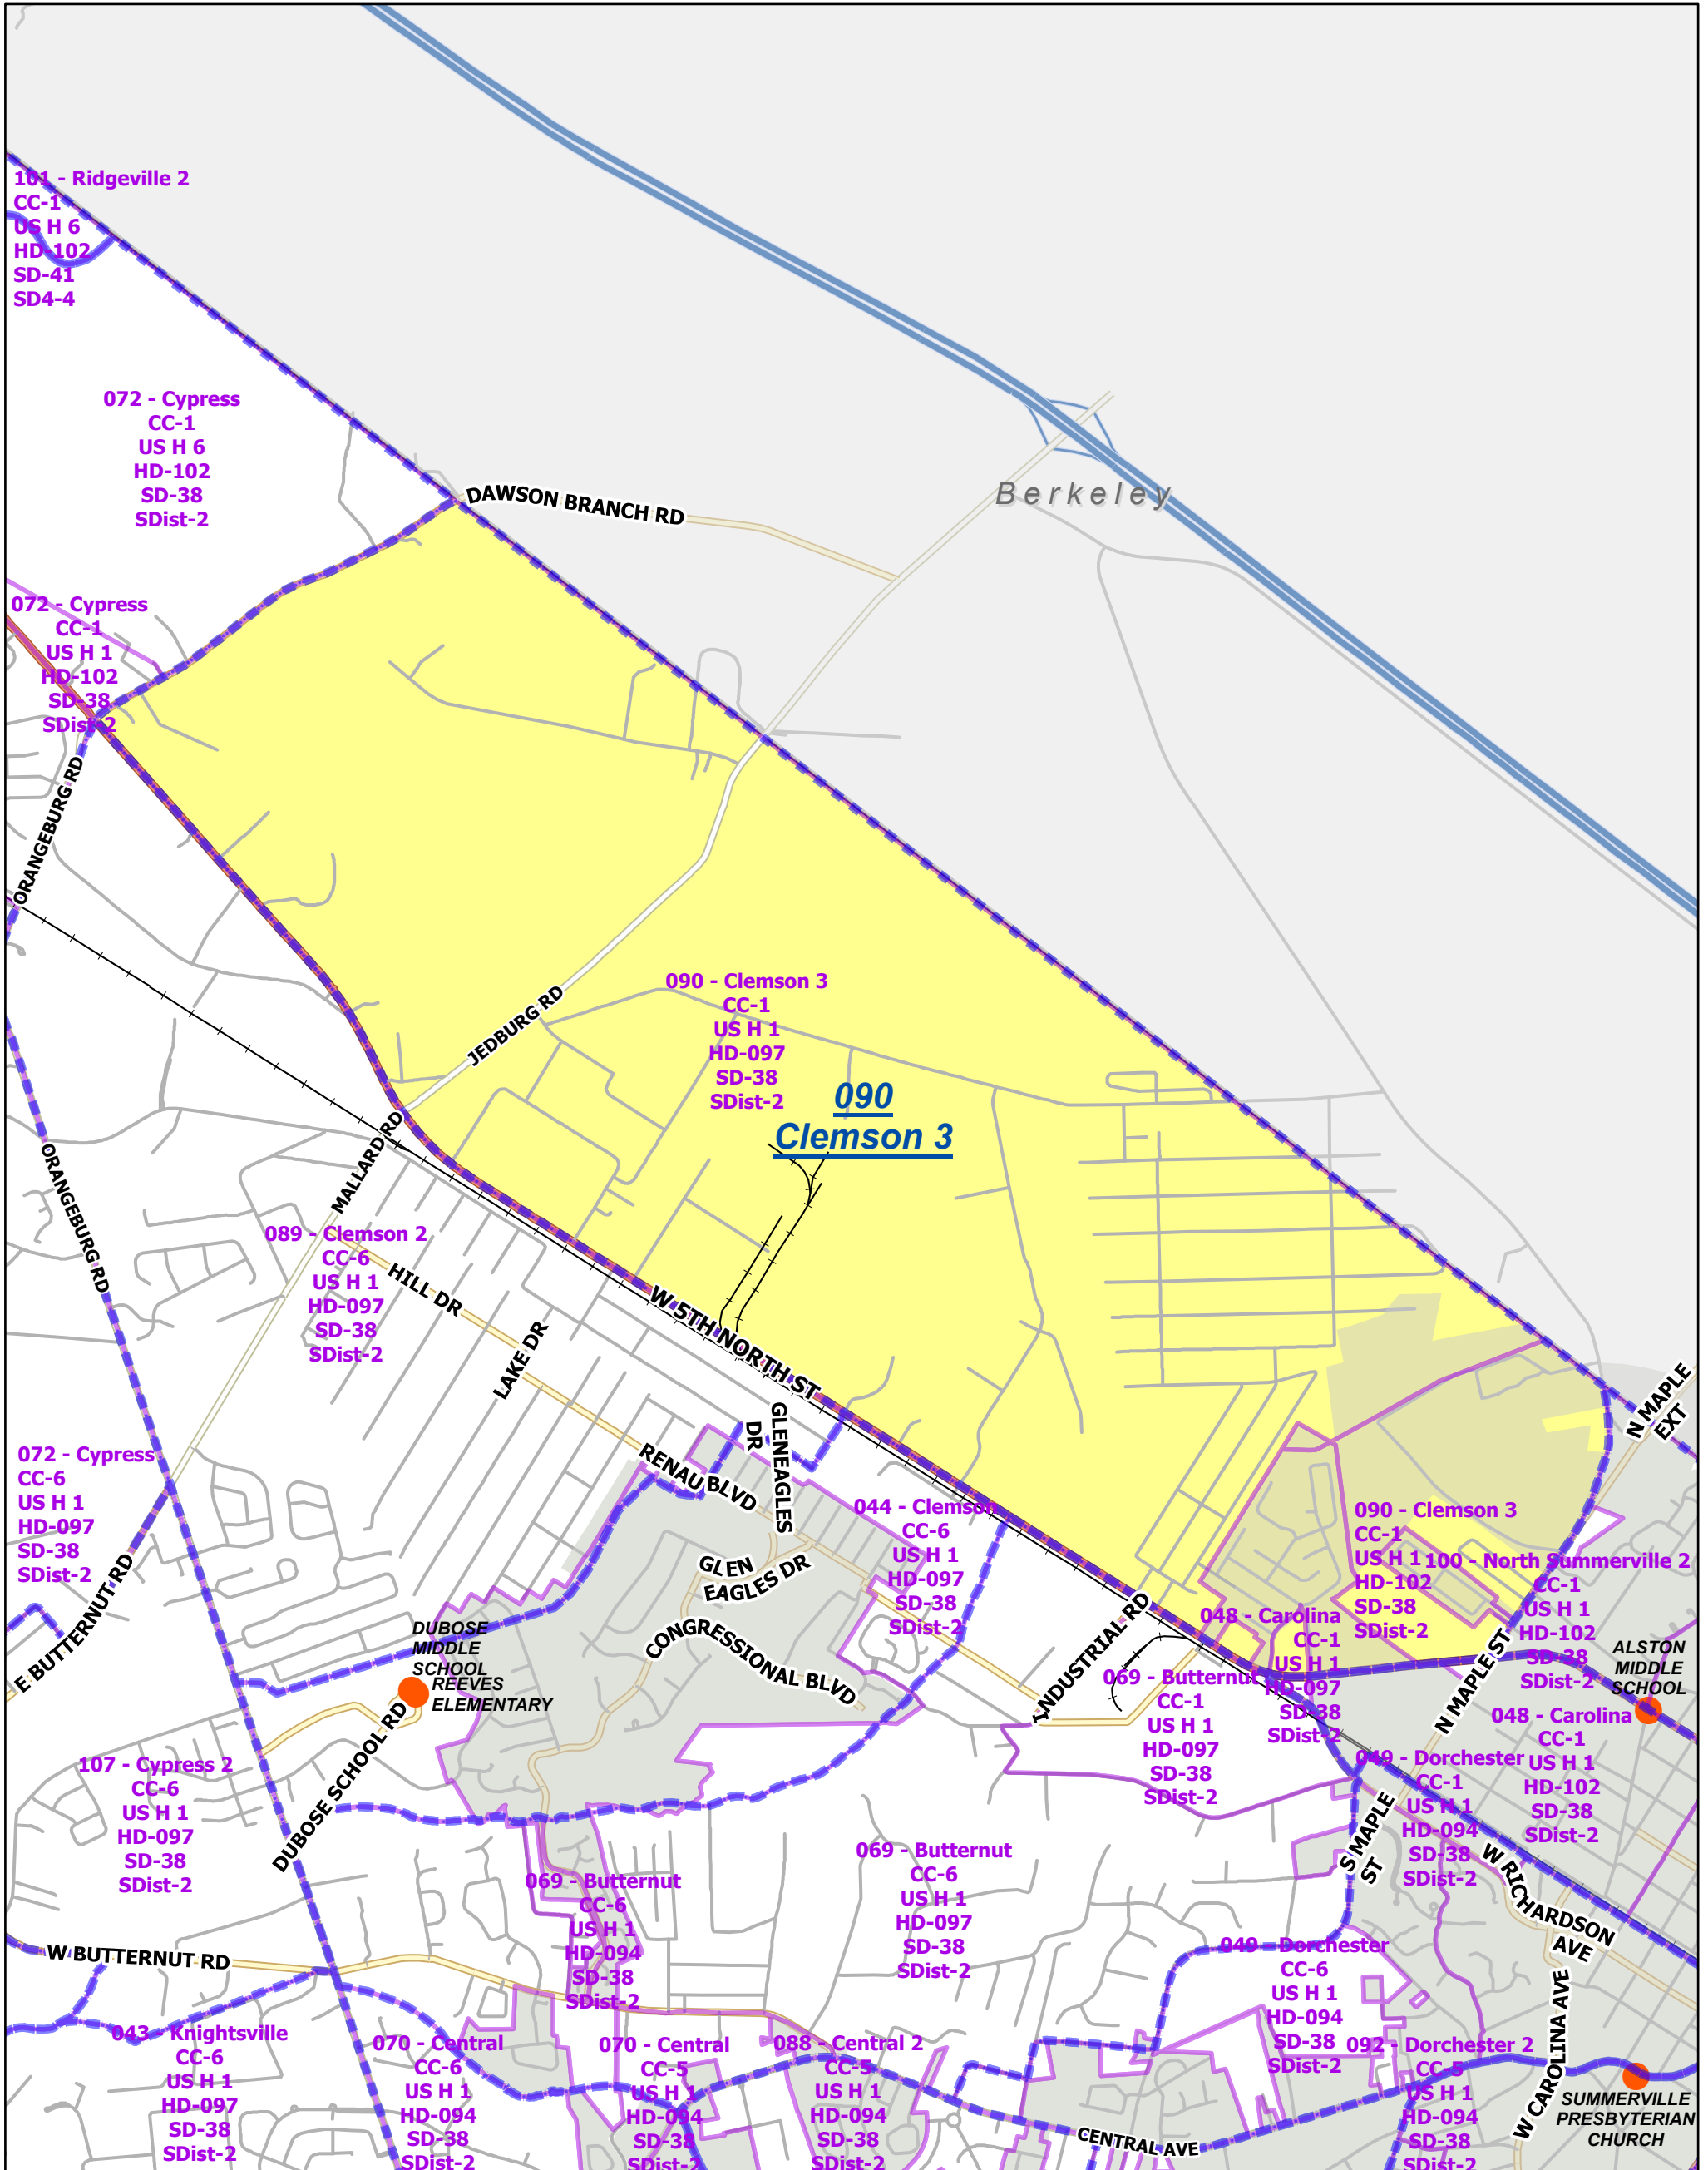 101 - Ridgeville 2
CC-1
US H 6
HD-102
SD-41
SD4-4
072 - Cypress
CC-1
US H 6
HD-102
SD-38
SDist-2
DAWSON BRANCH RD
Berkeley
072 - Cypress
CC-1
US H 1
HD-102
SD-38
SDist-2
ORANGEBURG RD
090 - Clemson 3
CC-1
US H 1
HD-097
SD-38
SDist-2
JEDBURG RD
090
Clemson 3
MALLARD RD
ORANGEBURG RD
089 - Clemson 2
CC-6
US H 1
HD-097
SD-38
SDist-2
HILL DR
LAKE DR
W 5TH NORTH ST
GLENEAGLES
DR
RENAU BLVD
N MAPLE
EXT
072 - Cypress
CC-6
US H 1
HD-097
SD-38
SDist-2
044 - Clemson
CC-6
US H 1
HD-097
SD-38
SDist-2
090 - Clemson 3
CC-1
US H 1
HD-102
SD-38
SDist-2
100 - North Summerville 2
CC-1
US H 1
HD-102
SD-38
SDist-2
GLEN
EAGLES DR
CONGRESSIONAL BLVD
E BUTTERNUT RD
DUBOSE
MIDDLE
SCHOOL
REEVES
ELEMENTARY
INDUSTRIAL RD
048 - Carolina
CC-1
US H 1
HD-097
SD-38
SDist-2
ALSTON
MIDDLE
SCHOOL
N MAPLE ST
069 - Butternut
CC-1
US H 1
HD-097
SD-38
SDist-2
048 - Carolina
CC-1
US H 1
HD-102
SD-38
SDist-2
DUBOSE SCHOOL RD
107 - Cypress 2
CC-6
US H 1
HD-097
SD-38
SDist-2
049 - Dorchester
CC-1
US H 1
HD-094
SD-38
SDist-2
S MAPLE
ST
W RICHARDSON
AVE
069 - Butternut
CC-6
US H 1
HD-097
SD-38
SDist-2
069 - Butternut
CC-6
US H 1
HD-094
SD-38
SDist-2
W BUTTERNUT RD
049 - Dorchester
CC-6
US H 1
HD-094
SD-38
SDist-2
W CAROLINA AVE
043 - Knightsville
CC-6
US H 1
HD-097
SD-38
SDist-2
070 - Central
CC-6
US H 1
HD-094
SD-38
SDist-2
070 - Central
CC-5
US H 1
HD-094
SD-38
SDist-2
088 - Central 2
CC-5
US H 1
HD-094
SD-38
SDist-2
092 - Dorchester 2
CC-5
US H 1
HD-094
SD-38
SDist-2
CENTRAL AVE
SUMMERVILLE
PRESBYTERIAN
CHURCH